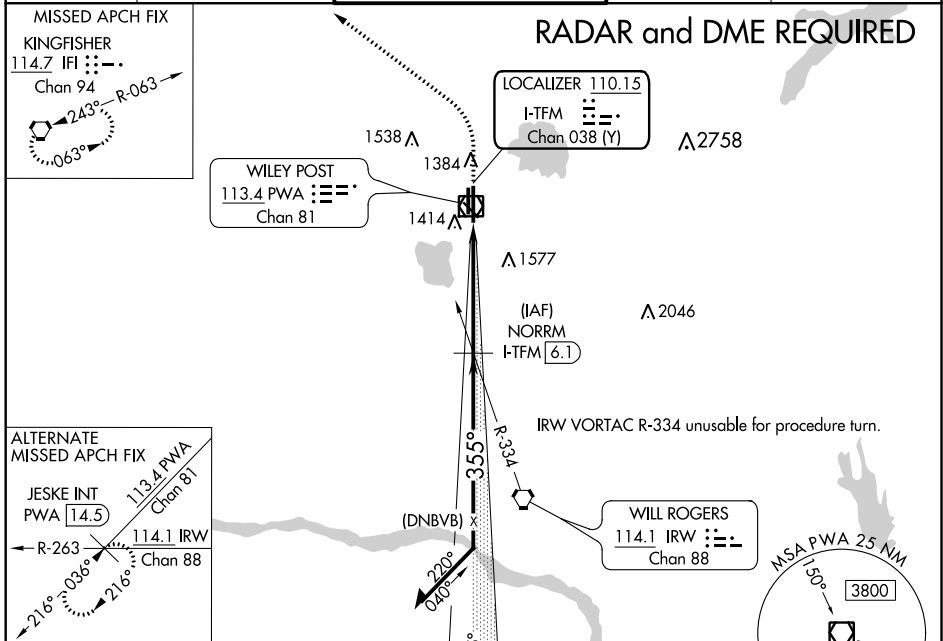 MISSED APCH FIX
KINGFISHER
114.7 IFI
Chan 94
R-063
243°
063°
RADAR and DME REQUIRED
LOCALIZER 110.15
I-TFM
Chan 038 (Y)
1538
1384
2758
WILEY POST
113.4 PWA
Chan 81
1414
1577
(IAF)
NORRM
I-TFM 6.1
2046
IRW VORTAC R-334 unusable for procedure turn.
R-334
355°
ALTERNATE
MISSED APCH FIX
JESKE INT
PWA 14.5
113.4 PWA
Chan 81
R-263
114.1 IRW
Chan 88
036°
216°
216°
(DNBVB)
220°
040°
WILL ROGERS
114.1 IRW
Chan 88
MSA PWA 25 NM
150°
3800